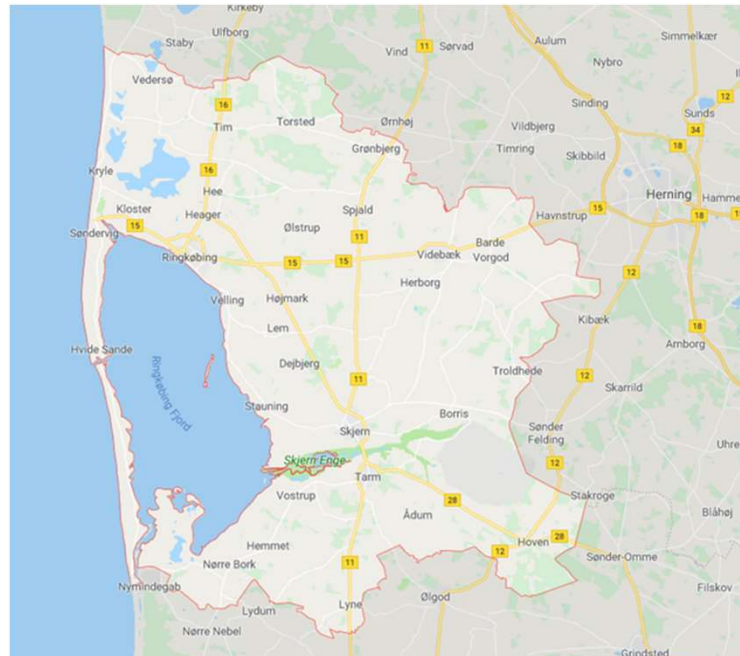 Kirkeby
Ulfborg
Staby
11
Sørvad
Vind
Aulum
Simmelkær
Nybro
Vedersø
16
12
Sinding
Sunds
Tim
Torsted
Ørnhøj
Vildbjerg
34
Grønbjerg
Timring
Skibbild
18
Kryle
16
Hee
Herning
Hamme
Kloster
Heager
Spjald
Havnstrup
15
18
Søndervig
15
Ølstrup
11
Barde
Vorgod
Ringkøbing
15
15
Videbæk
12
Velling
Højmark
Herborg
Lem
Kibæk
18
Hvide Sande
Amborg
Ringkøbing Fjord
Dejbjerg
Troldhede
11
12
Skarrild
Stauning
Borris
Skjern
Sønder
Felding
Uhre
Skjern Enge
12
Tarm
Vostrup
28
Stakroge
Ådum
Blåhøj
Hemmet
28
Hoven
12
Nørre Bork
11
Sønder-Omme
Nymindegab
Filskov
Lydum
Lyne
Ølgod
Nørre Nebel
Grindsted